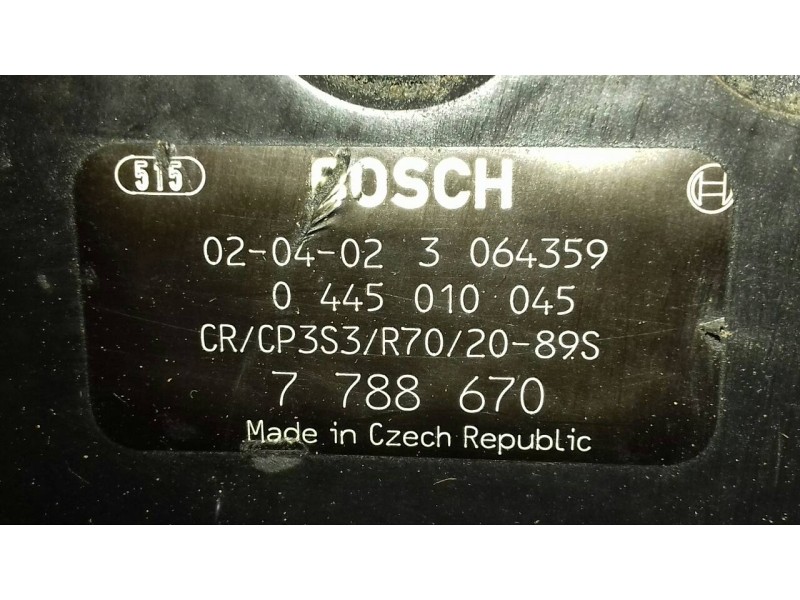 515 BOSCH
02-04-02 3 064359
0 445 010 045
CR/CP3S3/R70/20-89S
7 788 670
Made in Czech Republic